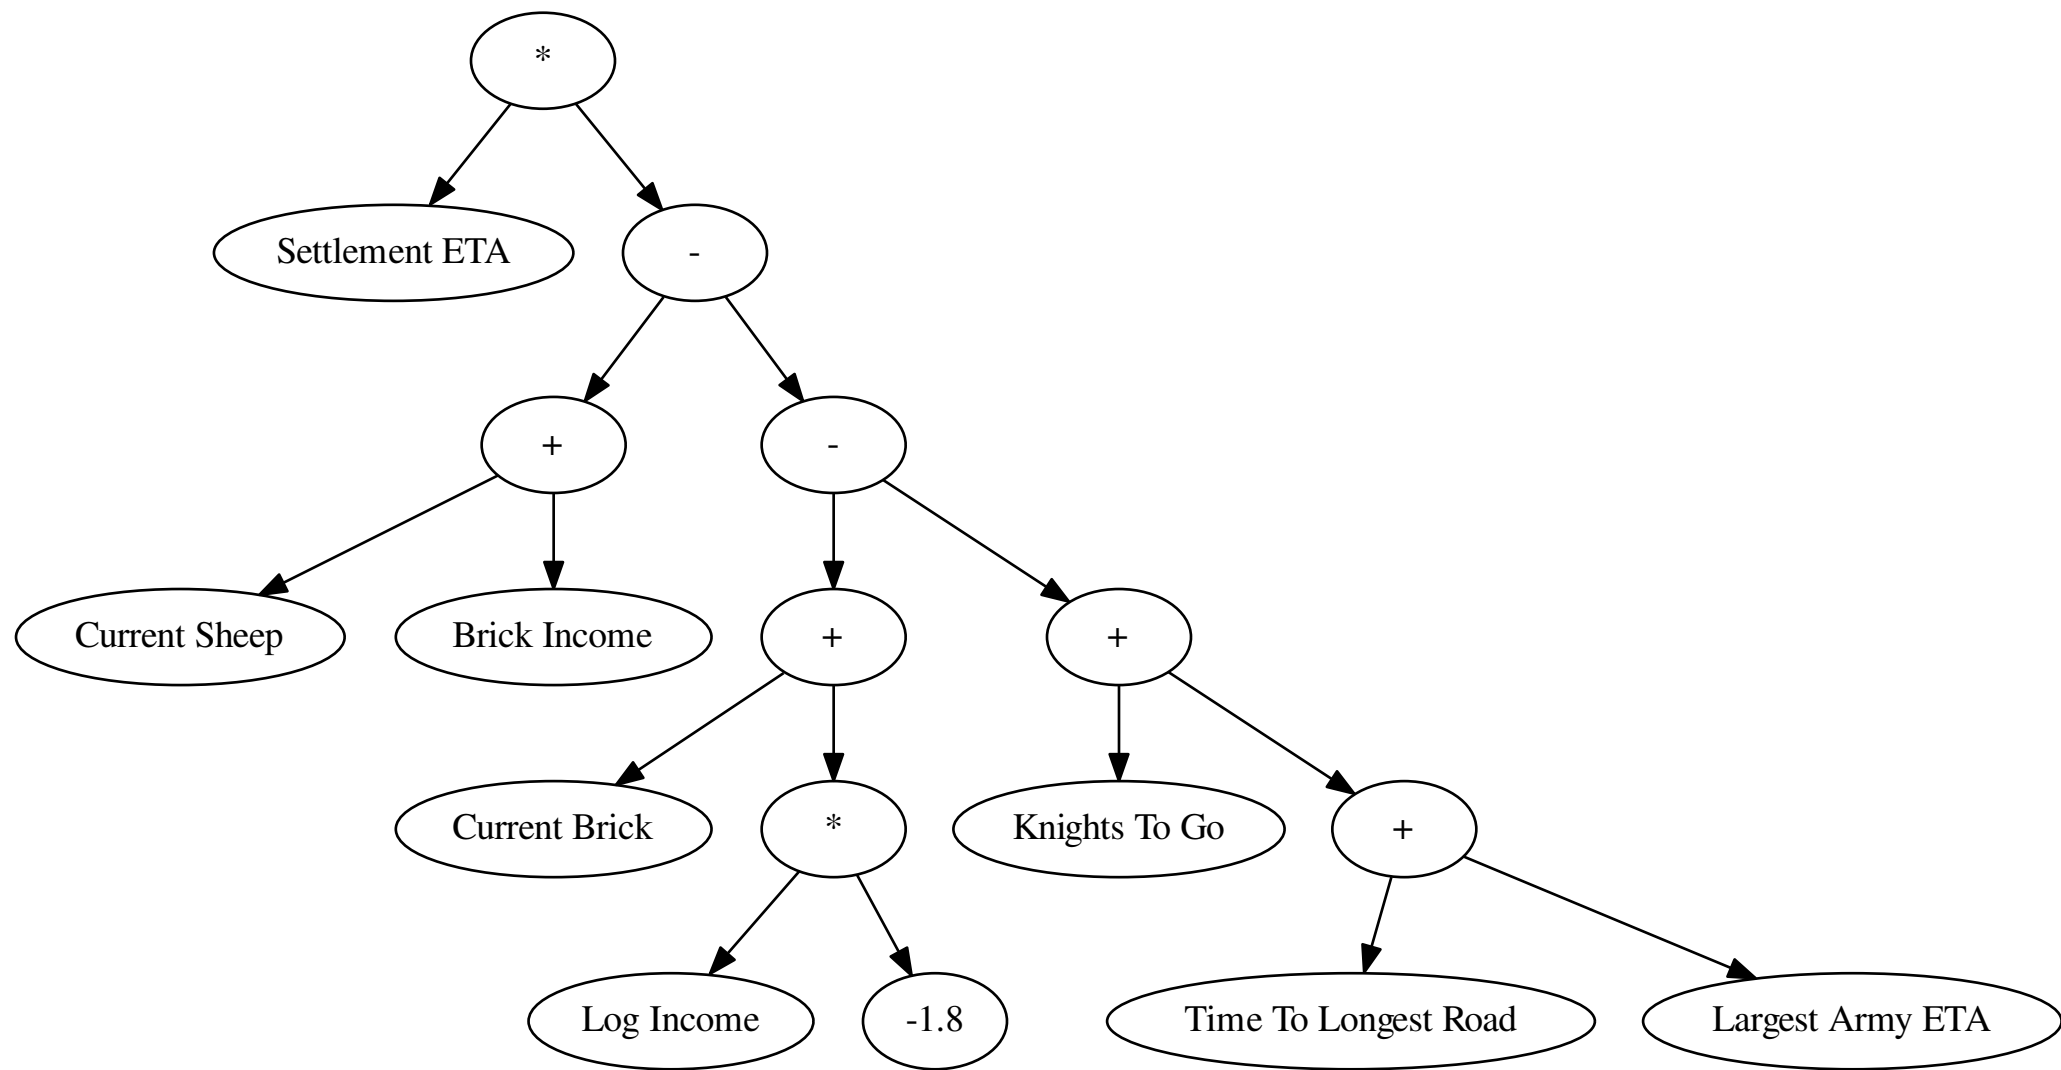 *
Settlement ETA
-
+
-
Current Sheep
Brick Income
+
+
Current Brick
*
Knights To Go
+
Log Income
-1.8
Time To Longest Road
Largest Army ETA